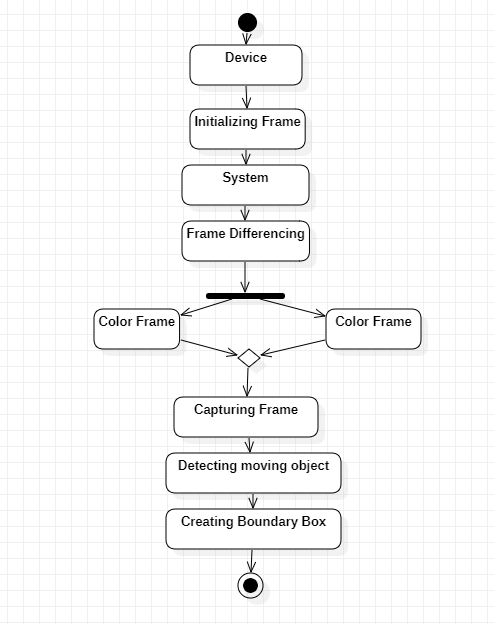 Device
Initializing Frame
System
Frame Differencing
Color Frame
Color Frame
Capturing Frame
Detecting moving object
Creating Boundary Box